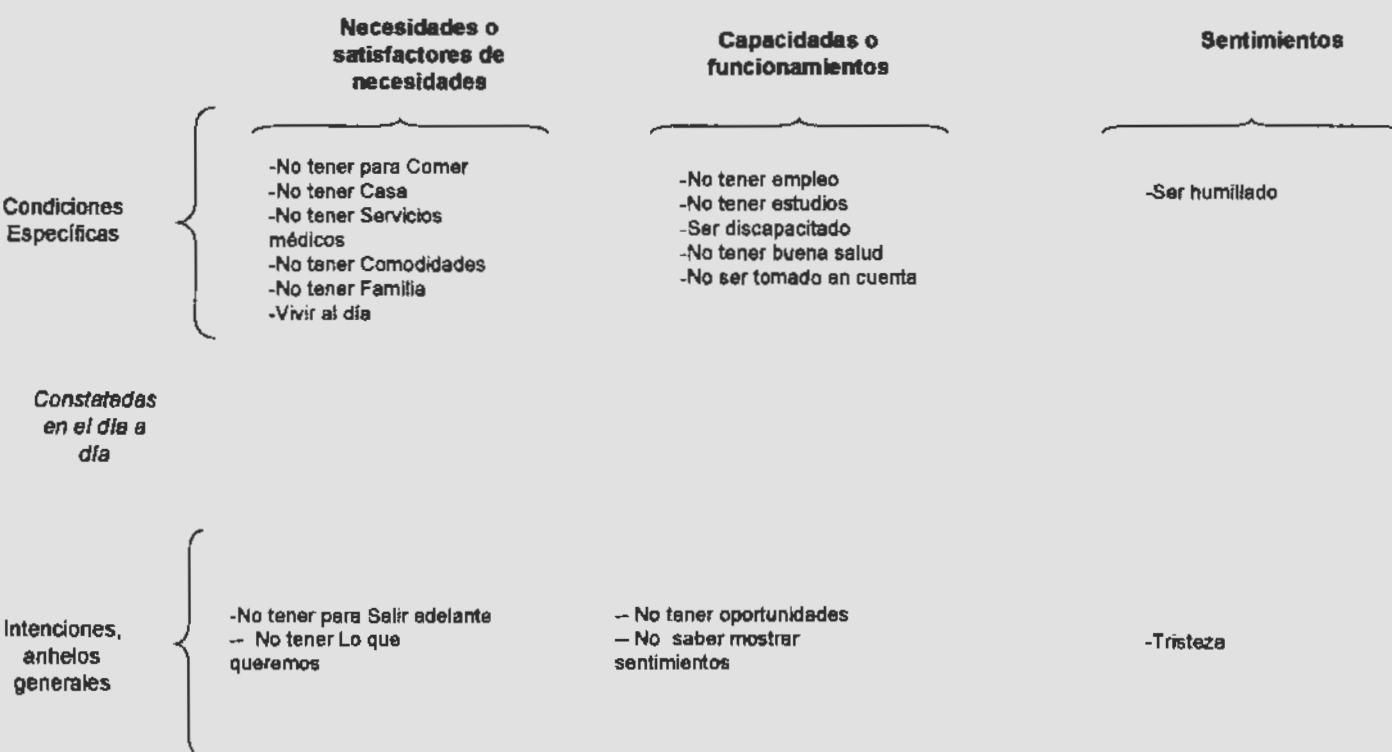 Necesidades o
satisfactores de
necesidades
Capacidadas o
funcionamientos
Sentimientos
Condiciones
Específicas
-No tener para Comer
-No tener Casa
-No tener Servicios
médicos
-No tener Comodidades
-No tener Familia
-Vivir al día
-No tener empleo
-No tener estudios
-Ser discapacitado
-No tener buena salud
-No ser tomado en cuenta
-Ser humillado
Constatadas
en el día a
día
Intenciones,
anhelos
generales
-No tener para Salir adelante
-- No tener Lo que
queremos
-- No tener oportunidades
-- No saber mostrar
sentimientos
-Tristeza